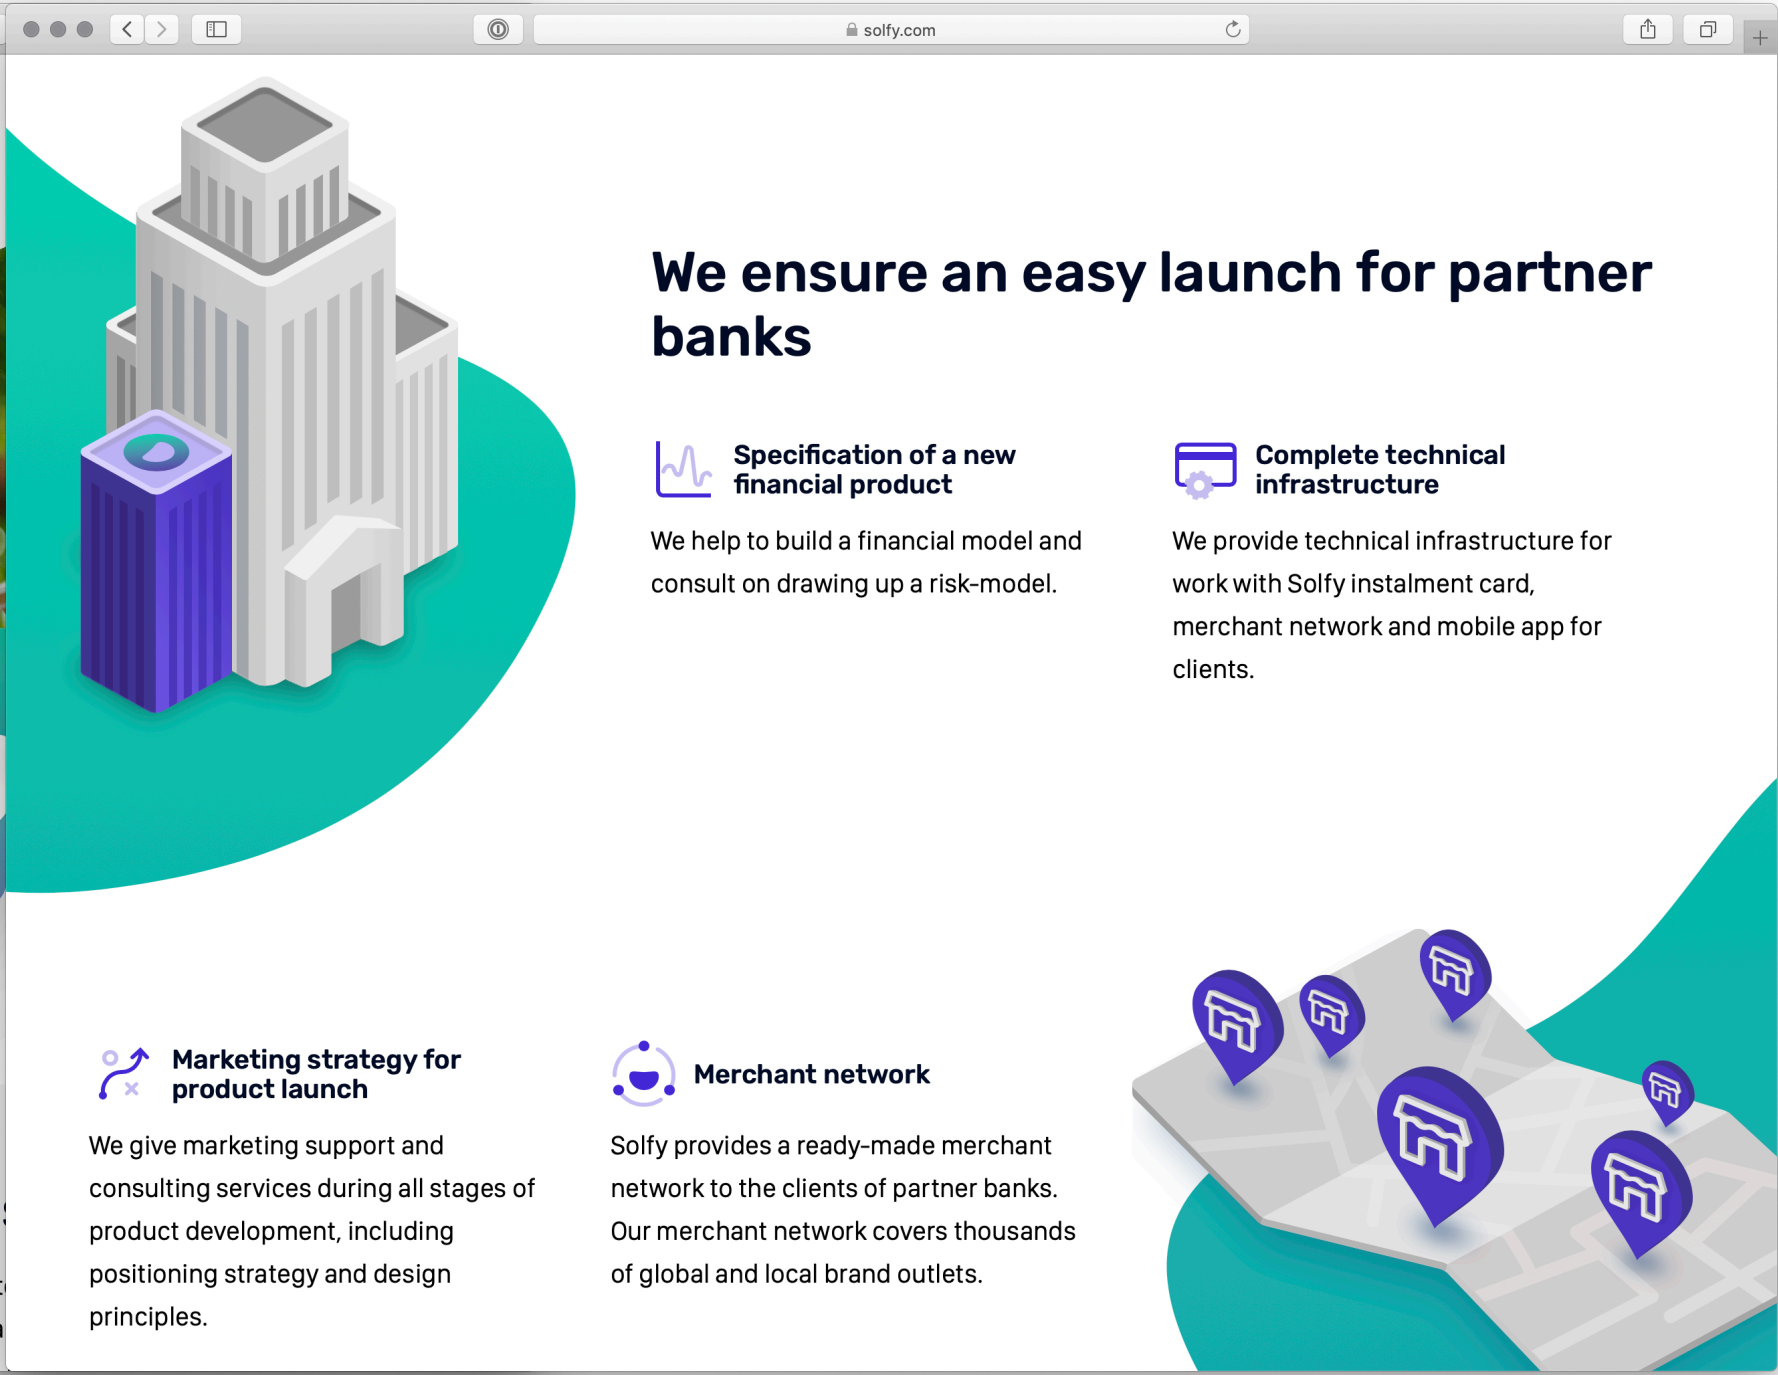 solfy.com
We ensure an easy launch for partner
banks
Specification of a new
financial product
We help to build a financial model and
consult on drawing up a risk-model.
Complete technical
infrastructure
We provide technical infrastructure for
work with Solfy instalment card,
merchant network and mobile app for
clients.
Marketing strategy for
product launch
We give marketing support and
consulting services during all stages of
product development, including
positioning strategy and design
principles.
Merchant network
Solfy provides a ready-made merchant
network to the clients of partner banks.
Our merchant network covers thousands
of global and local brand outlets.